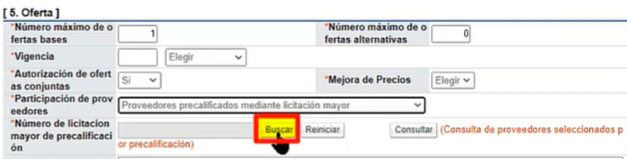 [ 5. Oferta ]
*Número máximo de o
fertas bases
1
*Número máximo de o
fertas alternativas
0
*Vigencia
Elegir
*Autorización de ofert
as conjuntas
Sí
*Mejora de Precios
Elegir
*Participación de prov
eedores
Proveedores precalificados mediante licitación mayor
*Número de licitacion
mayor de precalificaci
ón
Buscar Reiniciar Consultar (Consulta de proveedores seleccionados p
or precalificación)